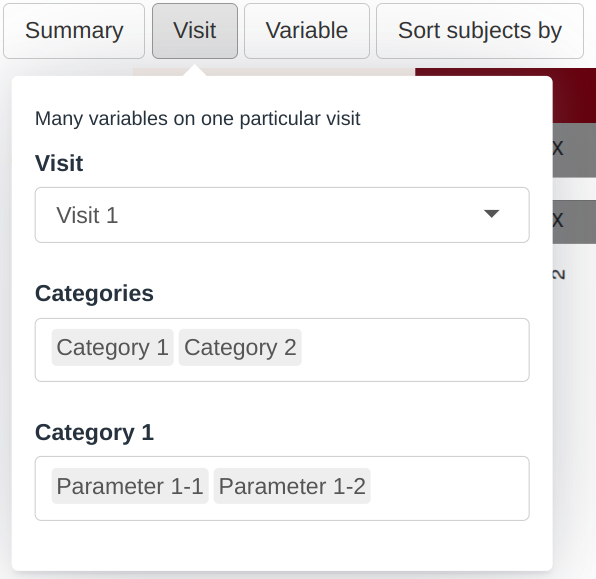 Summary Visit Variable Sort subjects by
Many variables on one particular visit
Visit
Visit 1
Categories
Category 1 Category 2
Category 1
Parameter 1-1 Parameter 1-2
X
X
2